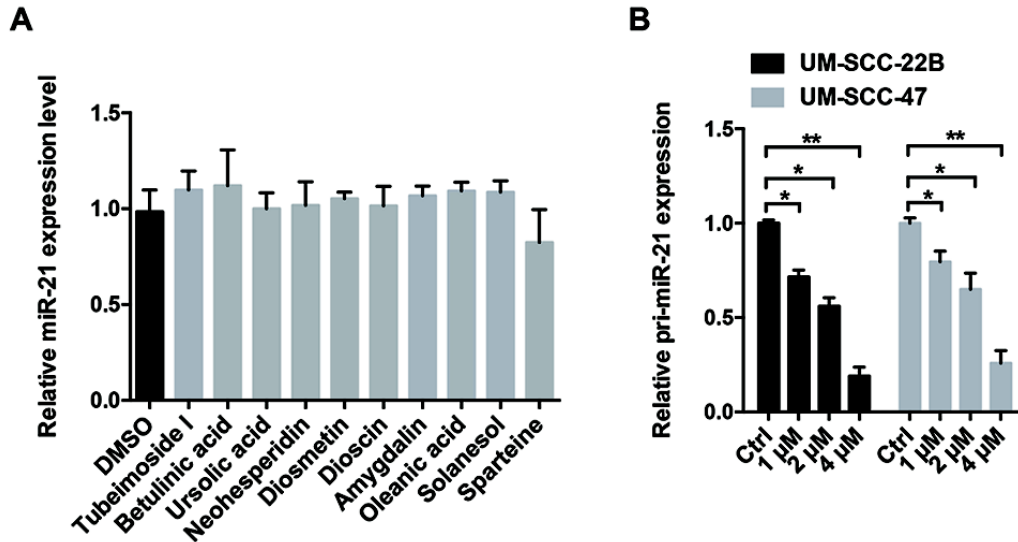 A
Relative miR-21 expression level
1.5
1.0
0.5
0.0
DMSO
Tubeimoside I
Betulinic acid
Ursolic acid
Neohesperidin
Diosmetin
Dioscin
Amygdalin
Oleanic acid
Solanesol
Sparteine
B
UM-SCC-22B
UM-SCC-47
Relative pri-miR-21 expression
1.5
1.0
0.5
0.0
**
*
*
**
*
*
Ctrl
1 μM
2 μM
4 μM
Ctrl
1 μM
2 μM
4 μM